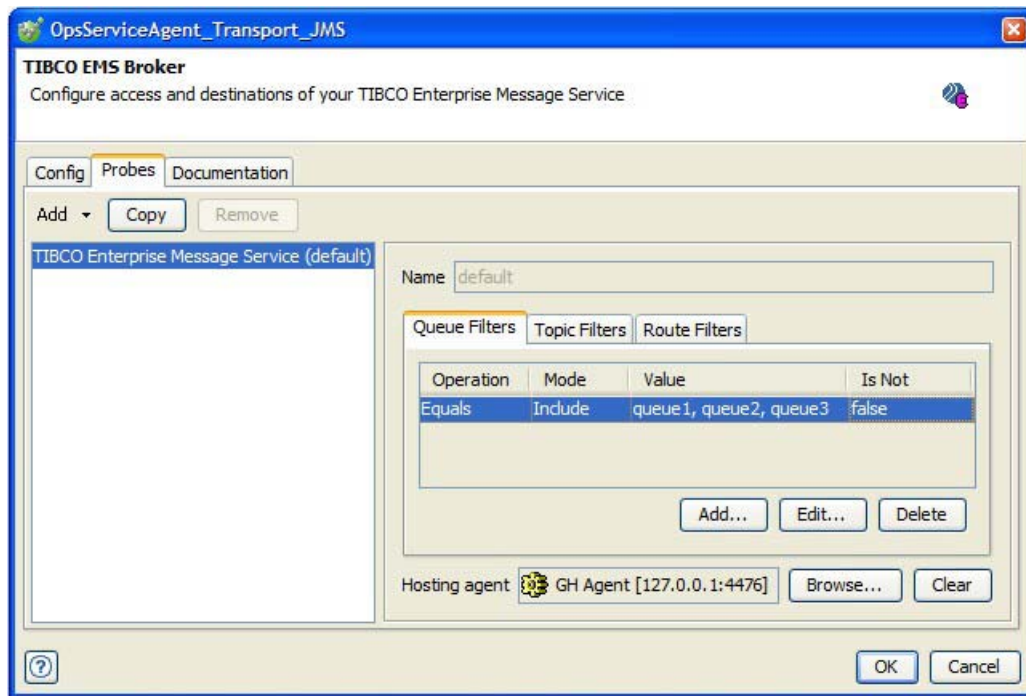 OpsServiceAgent_Transport_JMS
TIBCO EMS Broker
Configure access and destinations of your TIBCO Enterprise Message Service
Config Probes Documentation
Add Copy Remove
TIBCO Enterprise Message Service (default)
Name default
Queue Filters Topic Filters Route Filters
Operation Mode Value Is Not
Equals Include queue1, queue2, queue3 false
Add... Edit... Delete
Hosting agent GH Agent [127.0.0.1:4476] Browse... Clear
? OK Cancel